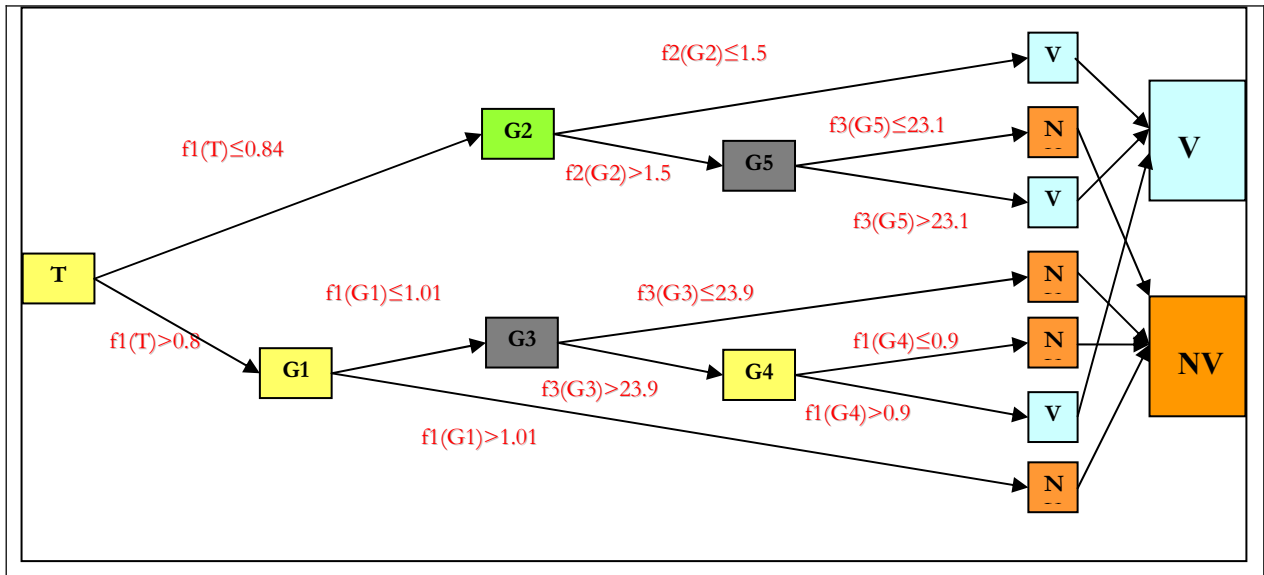 f2(G2)≤1.5
V
G2
f3(G5)≤23.1
N
V
f1(T)≤0.84
f2(G2)>1.5
G5
V
f3(G5)>23.1
T
f1(G1)≤1.01
f3(G3)≤23.9
N
f1(T)>0.8
G3
f1(G4)≤0.9
N
G1
G4
NV
f3(G3)>23.9
f1(G4)>0.9
V
f1(G1)>1.01
N